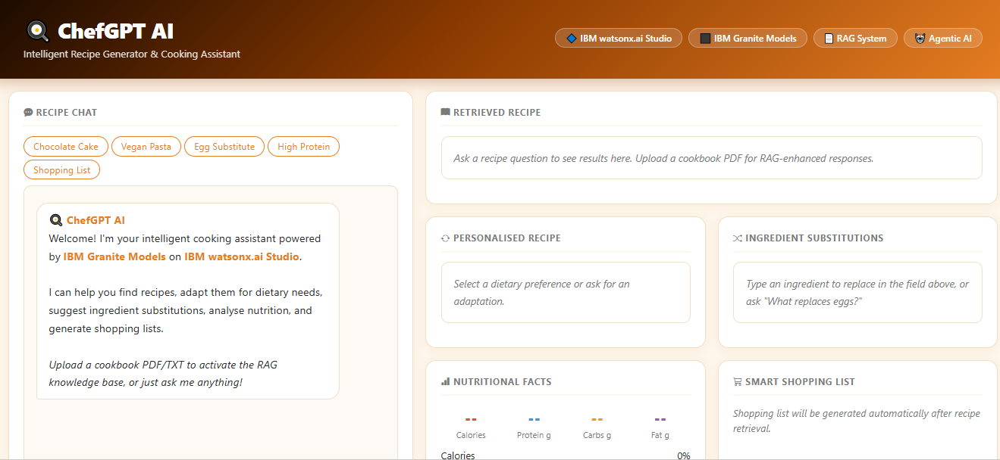 ChefGPT AI
Intelligent Recipe Generator & Cooking Assistant
IBM watsonx.ai Studio
IBM Granite Models
RAG System
Agentic AI
RECIPE CHAT
Chocolate Cake
Vegan Pasta
Egg Substitute
High Protein
Shopping List
ChefGPT AI
Welcome! I'm your intelligent cooking assistant powered
by IBM Granite Models on IBM watsonx.ai Studio.
I can help you find recipes, adapt them for dietary needs,
suggest ingredient substitutions, analyse nutrition, and
generate shopping lists.
Upload a cookbook PDF/TXT to activate the RAG
knowledge base, or just ask me anything!
RETRIEVED RECIPE
Ask a recipe question to see results here. Upload a cookbook PDF for RAG-enhanced responses.
PERSONALISED RECIPE
Select a dietary preference or ask for an
adaptation.
INGREDIENT SUBSTITUTIONS
Type an ingredient to replace in the field above, or
ask "What replaces eggs?"
NUTRITIONAL FACTS
-- -- -- --
Calories Protein g Carbs g Fat g
Calories 0%
SMART SHOPPING LIST
Shopping list will be generated automatically after recipe
retrieval.